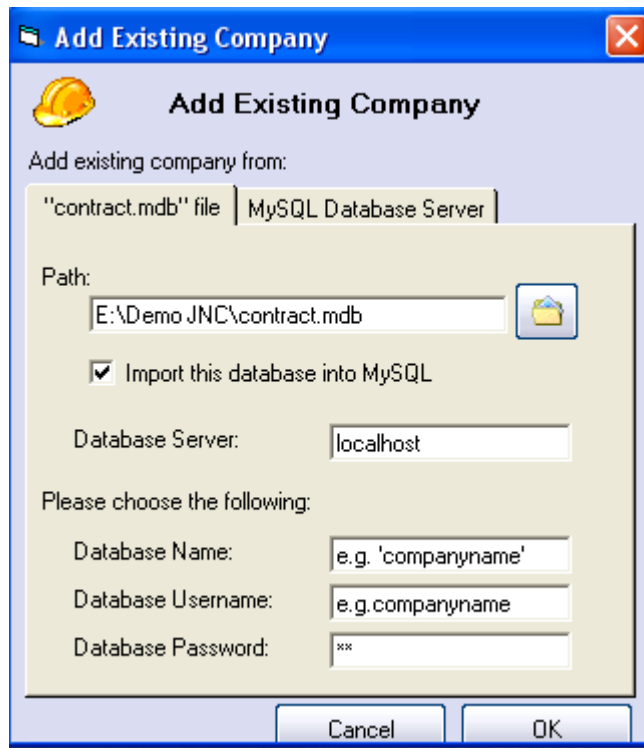 Add Existing Company
Add Existing Company
Add existing company from:
"contract.mdb" file MySQL Database Server
Path:
E:\Demo JNC\contract.mdb
Import this database into MySQL
Database Server: localhost
Please choose the following:
Database Name: e.g. 'companyname'
Database Username: e.g.companyname
Database Password: **
Cancel OK